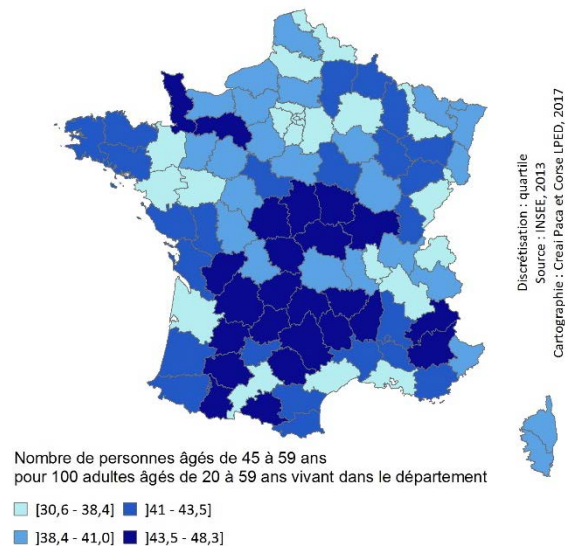 Discrétisation : quartile
Source : INSEE, 2013
Cartographie : Creai Paca et Corse LPED, 2017
Nombre de personnes âgés de 45 à 59 ans
pour 100 adultes âgés de 20 à 59 ans vivant dans le département
]30,6 - 38,4] ]41 - 43,5]
]38,4 - 41,0] ]43,5 - 48,3]